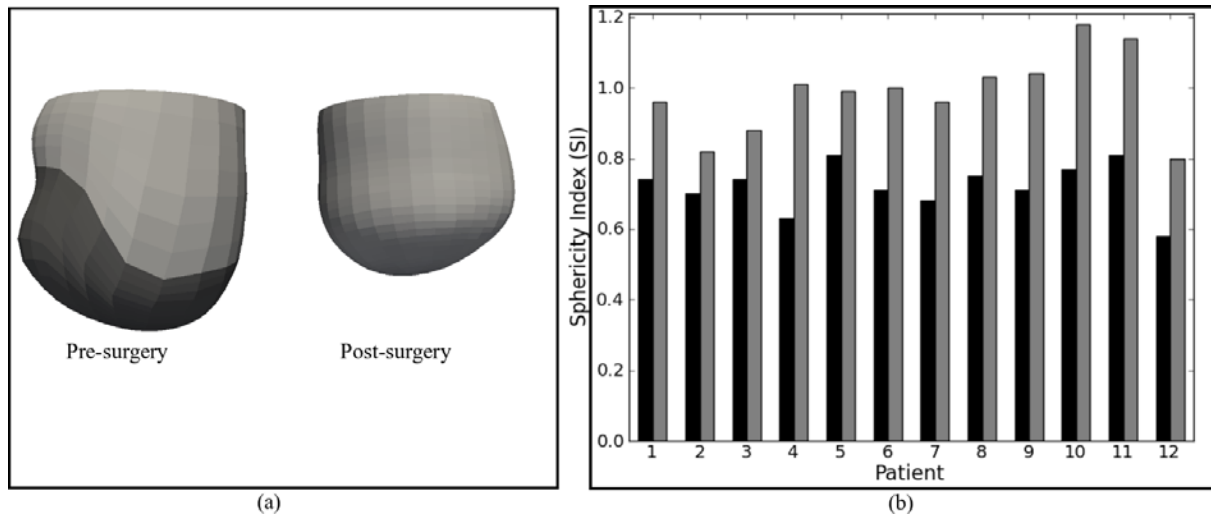 Pre-surgery
Post-surgery
(a)
1.2
1.0
0.8
0.6
0.4
0.2
0.0
Sphericity Index (SI)
1 2 3 4 5 6 7 8 9 10 11 12
Patient
(b)